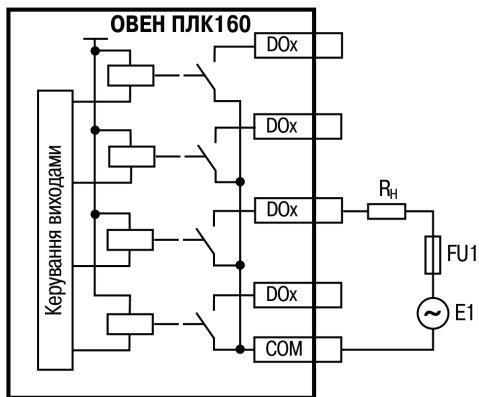 ОВЕН ПЛК160
DOx
DOx
DOx
DOx
COM
Керування виходами
RН
FU1
E1